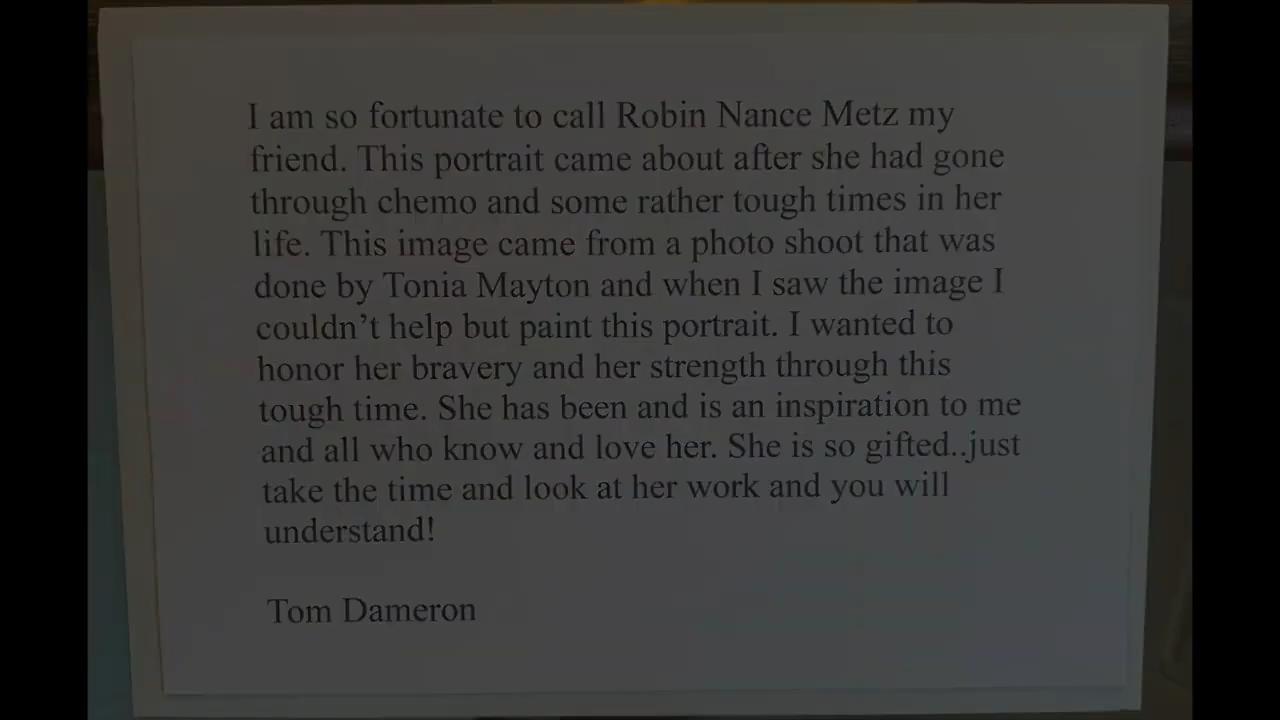 I am so fortunate to call Robin Nance Metz my
friend. This portrait came about after she had gone
through chemo and some rather tough times in her
life. This image came from a photo shoot that was
done by Tonia Mayton and when I saw the image I
couldn't help but paint this portrait. I wanted to
honor her bravery and her strength through this
tough time. She has been and is an inspiration to me
and all who know and love her. She is so gifted..just
take the time and look at her work and you will
understand!
Tom Dameron